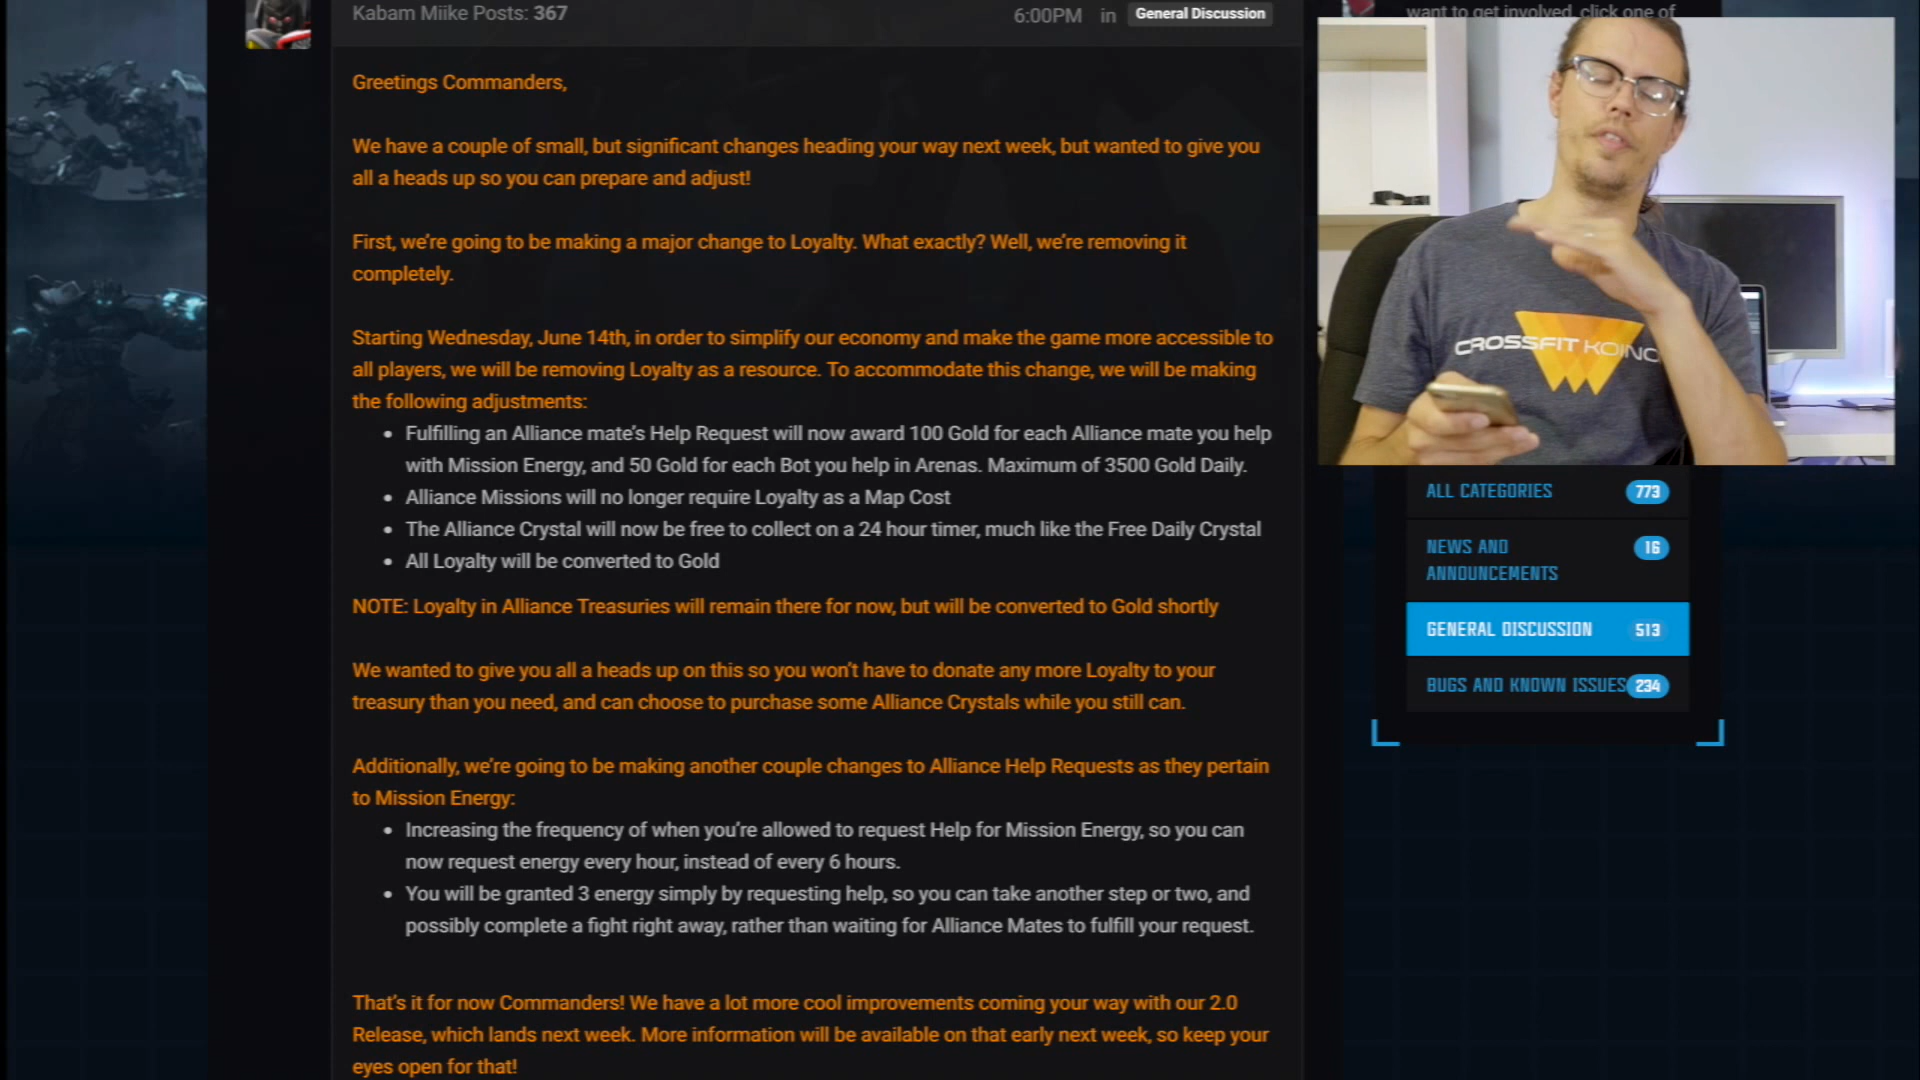 Kabam Miike Posts: 367
6:00PM in General Discussion
Greetings Commanders,
We have a couple of small, but significant changes heading your way next week, but wanted to give you
all a heads up so you can prepare and adjust!
First, we're going to be making a major change to Loyalty. What exactly? Well, we're removing it
completely.
Starting Wednesday, June 14th, in order to simplify our economy and make the game more accessible to
all players, we will be removing Loyalty as a resource. To accommodate this change, we will be making
the following adjustments:
• Fulfilling an Alliance mate's Help Request will now award 100 Gold for each Alliance mate you help
with Mission Energy, and 50 Gold for each Bot you help in Arenas. Maximum of 3500 Gold Daily.
• Alliance Missions will no longer require Loyalty as a Map Cost
• The Alliance Crystal will now be free to collect on a 24 hour timer, much like the Free Daily Crystal
• All Loyalty will be converted to Gold
NOTE: Loyalty in Alliance Treasuries will remain there for now, but will be converted to Gold shortly
We wanted to give you all a heads up on this so you won't have to donate any more Loyalty to your
treasury than you need, and can choose to purchase some Alliance Crystals while you still can.
Additionally, we're going to be making another couple changes to Alliance Help Requests as they pertain
to Mission Energy:
• Increasing the frequency of when you're allowed to request Help for Mission Energy, so you can
now request energy every hour, instead of every 6 hours.
• You will be granted 3 energy simply by requesting help, so you can take another step or two, and
possibly complete a fight right away, rather than waiting for Alliance Mates to fulfill your request.
That's it for now Commanders! We have a lot more cool improvements coming your way with our 2.0
Release, which lands next week. More information will be available on that early next week, so keep your
eyes open for that!
want to get involved, click one of
CROSSFIT KOINO
ALL CATEGORIES 773
NEWS AND 16
ANNOUNCEMENTS
GENERAL DISCUSSION 513
BUGS AND KNOWN ISSUES 234